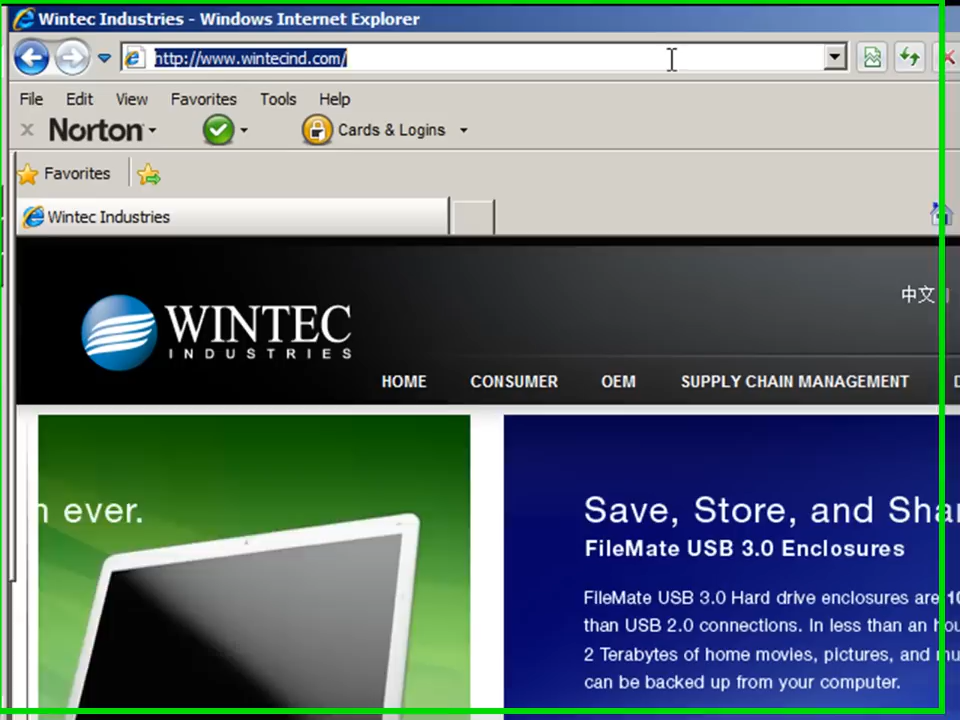 Wintec Industries - Windows Internet Explorer
http://www.wintecind.com/
File Edit View Favorites Tools Help
Norton Cards & Logins
Favorites
Wintec Industries
中文
WINTEC
INDUSTRIES
HOME CONSUMER OEM SUPPLY CHAIN MANAGEMENT
ever.
Save, Store, and
FileMate USB 3.0 Enclosures
FileMate USB 3.0 Hard drive enclosures are
than USB 2.0 connections. In less than an
2 Terabytes of home movies, pictures, and
can be backed up from your computer.